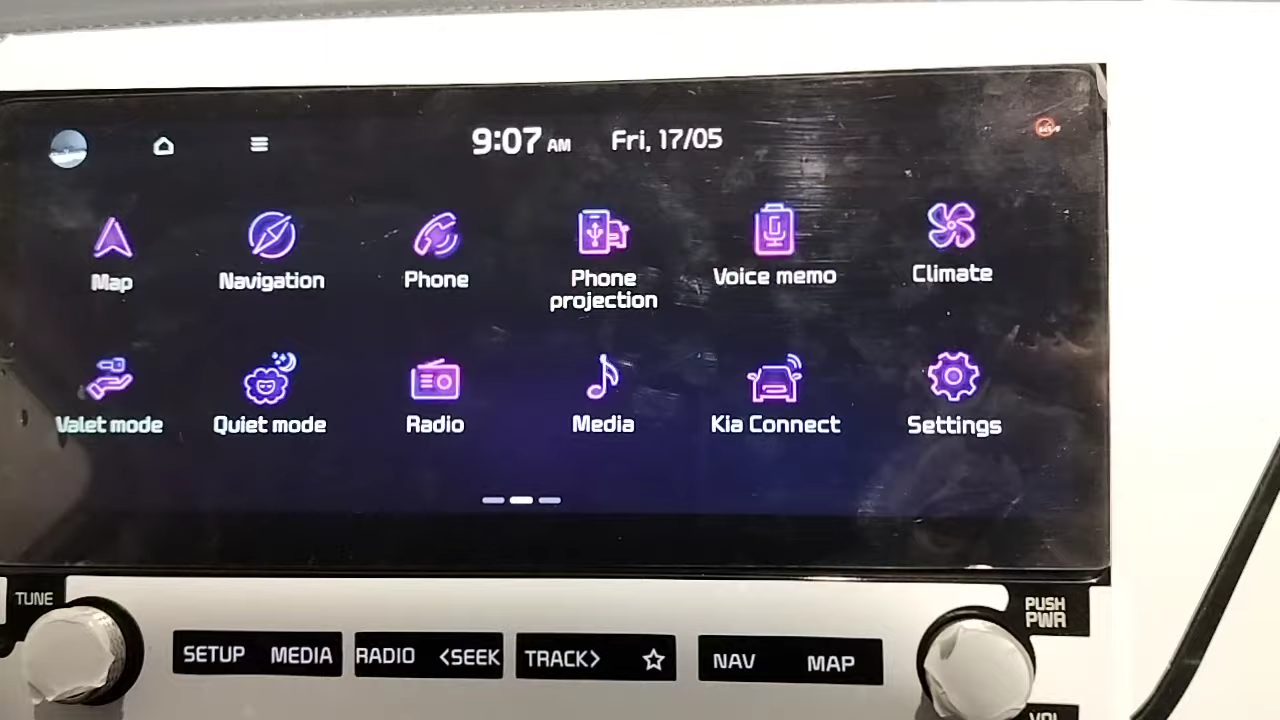 9:07 AM Fri, 17/05
Map Navigation Phone Phone projection Voice memo Climate
Valet mode Quiet mode Radio Media Kia Connect Settings
TUNE
PUSH PWR
SETUP MEDIA RADIO <SEEK TRACK> NAV MAP
VOL